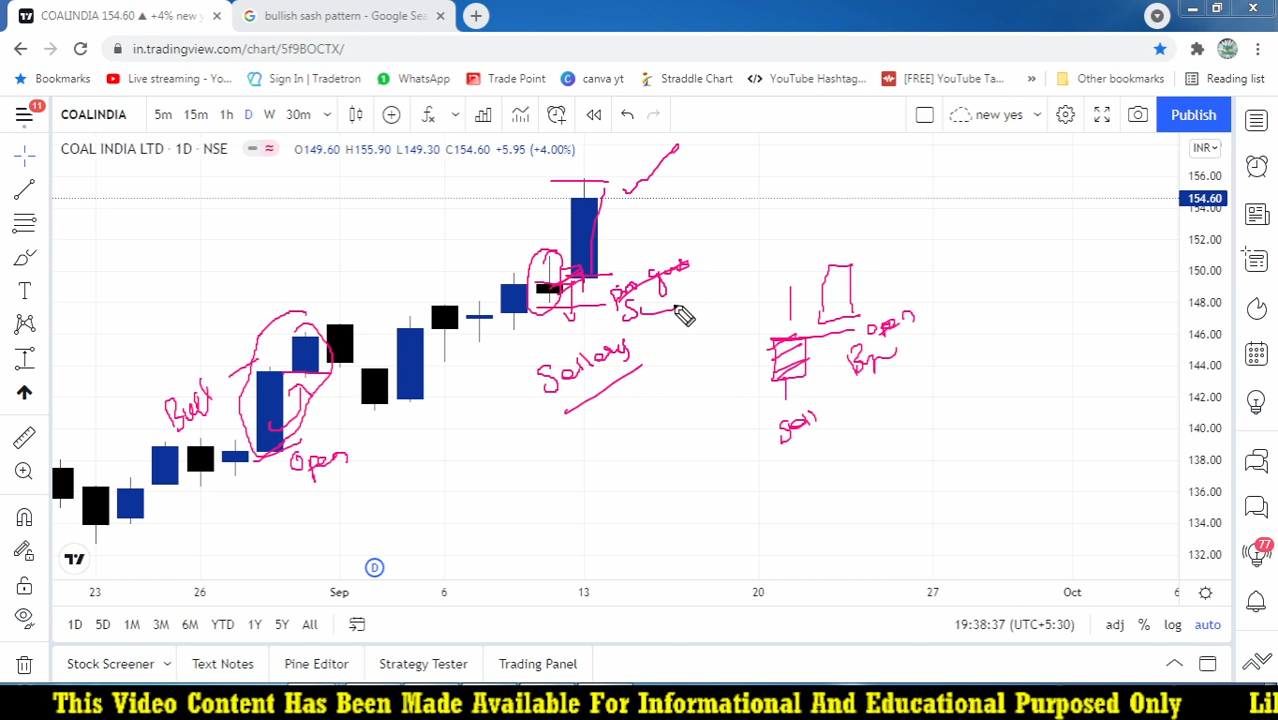 COALINDIA 154.60 ▲ +4% new y
bullish sash pattern - Google Sea
in.tradingview.com/chart/5f9BOCTX/
Bookmarks
Live streaming - Yo...
Sign In | Tradetron
WhatsApp
Trade Point
canva yt
Straddle Chart
YouTube Hashtag...
[FREE] YouTube Ta...
»
Other bookmarks
Reading list
11
COALINDIA
5m 15m 1h D W 30m
new yes
Publish
COAL INDIA LTD · 1D · NSE
O149.60 H155.90 L149.30 C154.60 +5.95 (+4.00%)
INR
156.00
154.60
154.00
152.00
150.00
148.00
146.00
144.00
142.00
140.00
138.00
136.00
134.00
132.00
open
Sellers
Bull
Sell
Open
77
D
23 26 Sep 6 13 20 27 Oct 6
1D 5D 1M 3M 6M YTD 1Y 5Y All
19:38:37 (UTC+5:30)
adj % log auto
Stock Screener
Text Notes
Pine Editor
Strategy Tester
Trading Panel
This Video Content Has Been Made Available For Informational And Educational Purposed Only
Li